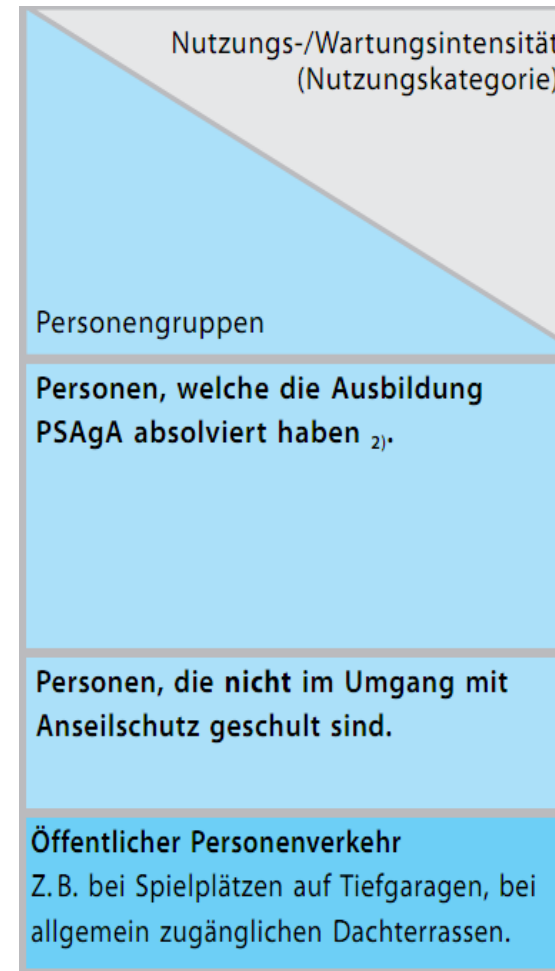 Nutzungs-/Wartungsintensität
(Nutzungskategorie)
Personengruppen
Personen, welche die Ausbildung
PSAgA absolviert haben 2).
Personen, die nicht im Umgang mit
Anseilschutz geschult sind.
Öffentlicher Personenverkehr
Z. B. bei Spielplätzen auf Tiefgaragen, bei
allgemein zugänglichen Dachterrassen.